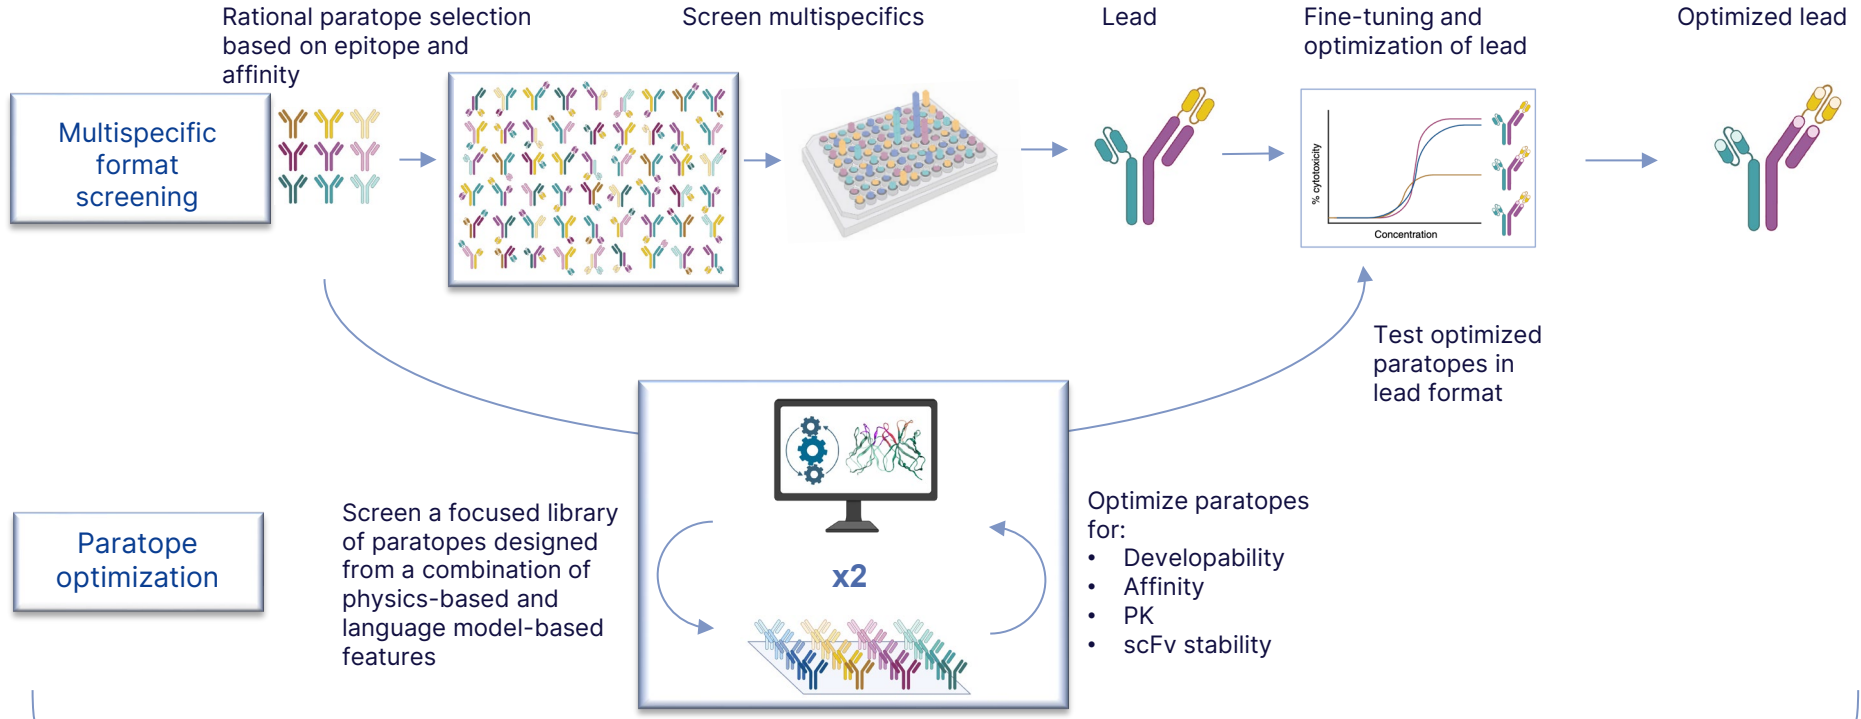 Rational paratope selection
based on epitope and
affinity
Screen multispecifics
Lead
Fine-tuning and
optimization of lead
Optimized lead
Multispecific
format
screening
% cytotoxicity
Concentration
Test optimized
paratopes in
lead format
Paratope
optimization
Screen a focused library
of paratopes designed
from a combination of
physics-based and
language model-based
features
x2
Optimize paratopes
for:
• Developability
• Affinity
• PK
• scFv stability